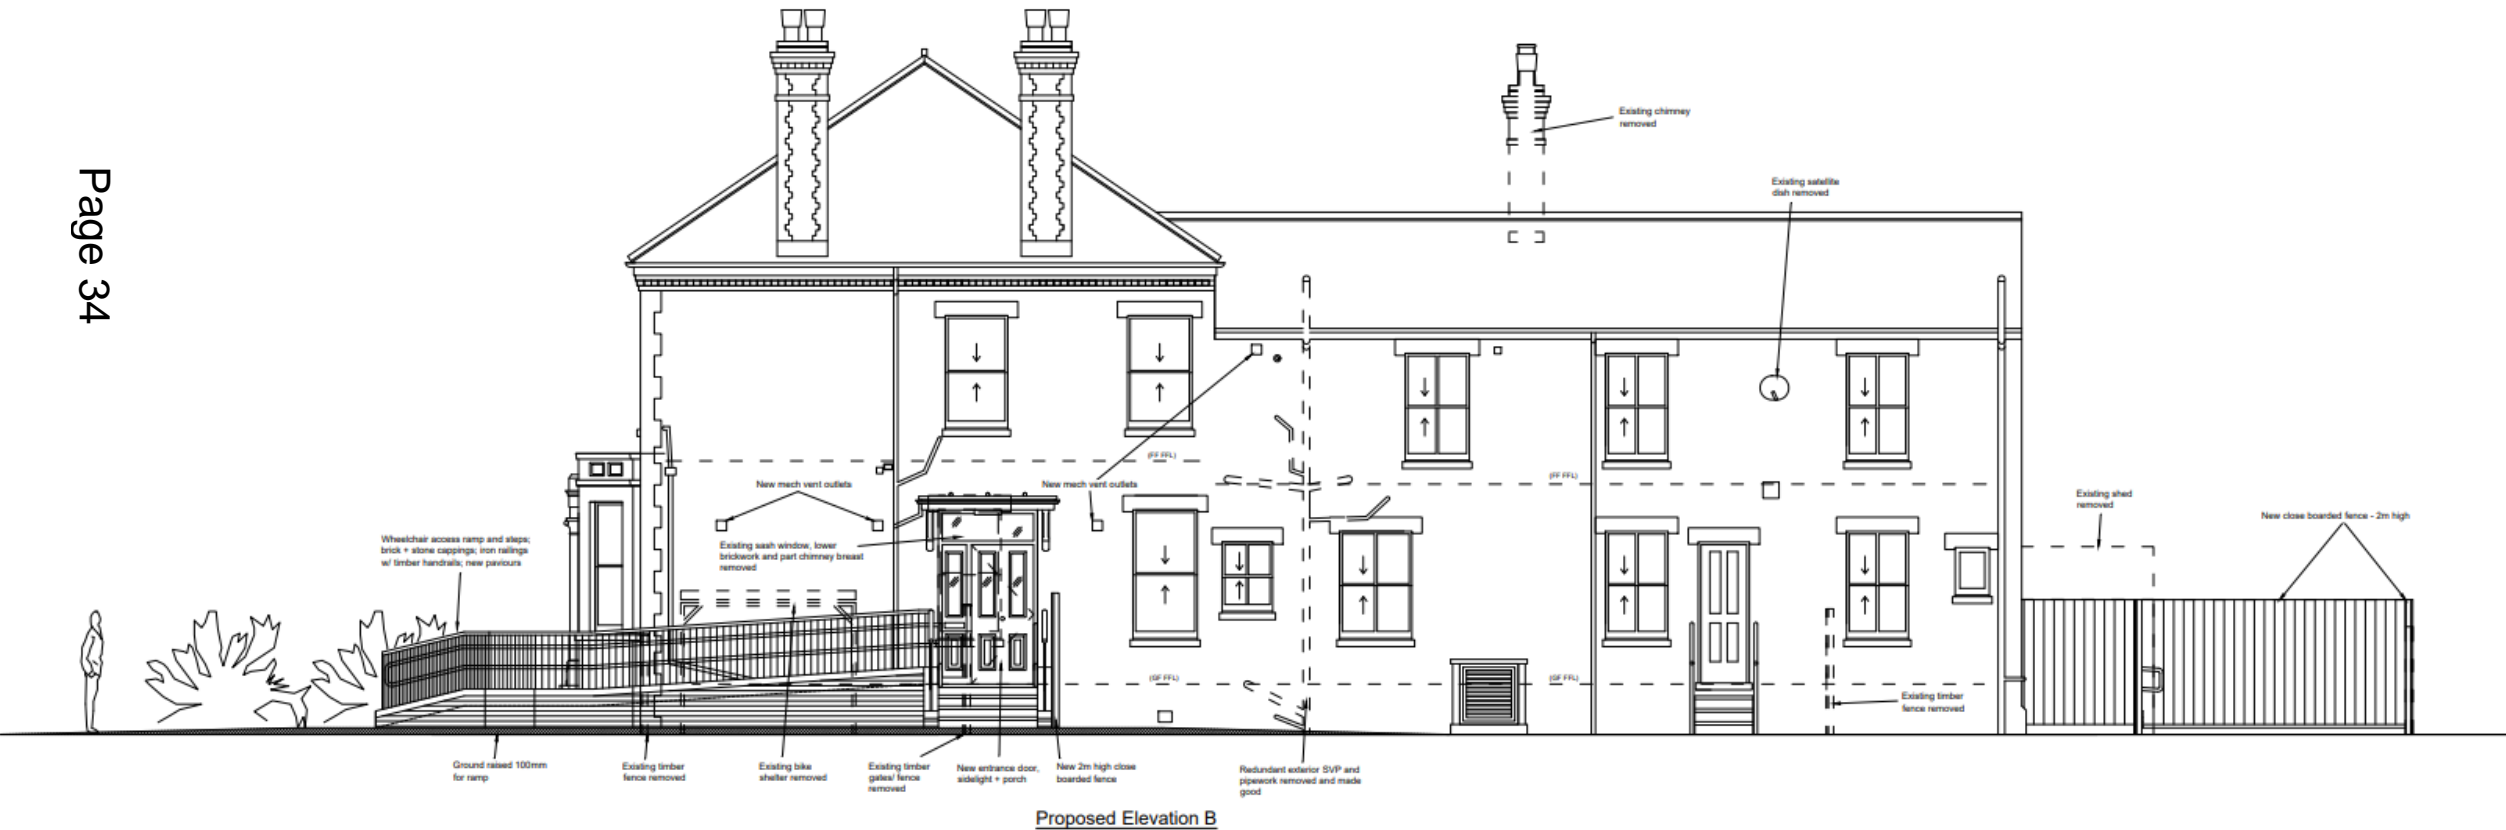 Page 34
Existing chimney
removed
Existing satellite
dish removed
(FF FFL)
(FF FFL)
New mech vent outlets
New mech vent outlets
Existing shed
removed
New close boarded fence - 2m high
Wheelchair access ramp and steps;
brick + stone cappings; iron railings
w/ timber handrails; new paviours
Existing sash window, lower
brickwork and part chimney breast
removed
(GF FFL)
(GF FFL)
Existing timber
fence removed
Ground raised 100mm
for ramp
Existing timber
fence removed
Existing bike
shelter removed
Existing timber
gates/ fence
removed
New entrance door,
sidelight + porch
New 2m high close
boarded fence
Redundant exterior SVP and
pipework removed and made
good
Proposed Elevation B